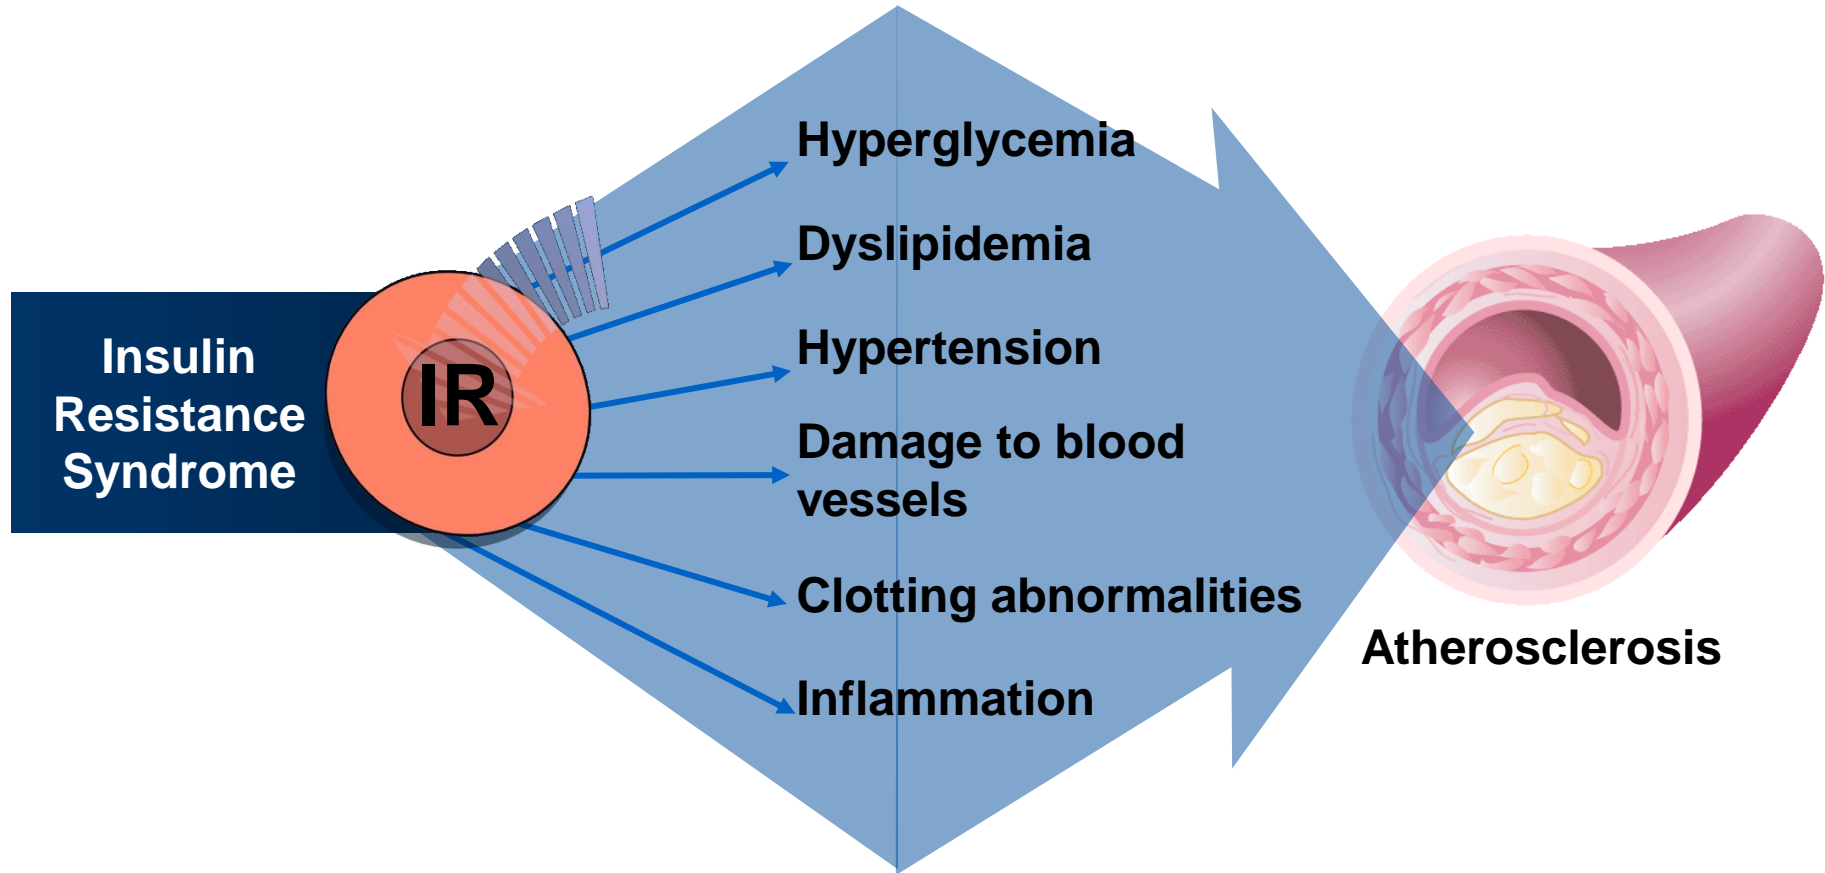 Insulin
Resistance
Syndrome
IR
Hyperglycemia
Dyslipidemia
Hypertension
Damage to blood
vessels
Clotting abnormalities
Inflammation
Atherosclerosis